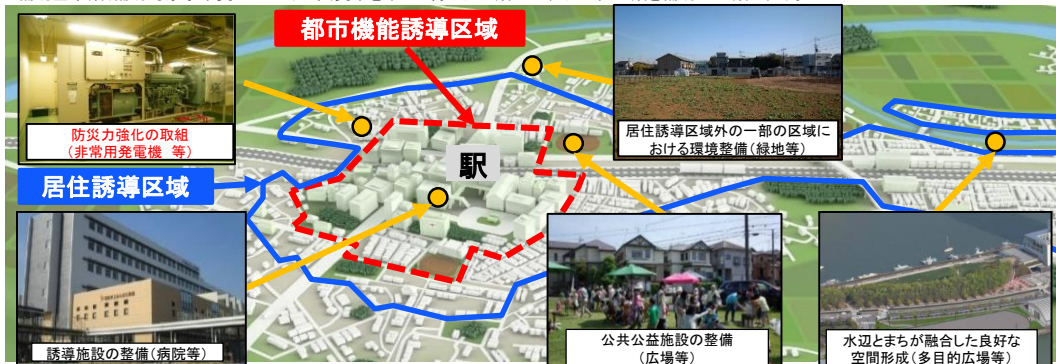 都市機能誘導区域
防災力強化の取組
(非常用発電機 等)
居住誘導区域外の一部の区域に
おける環境整備(緑地等)
駅
居住誘導区域
誘導施設の整備(病院等)
公共公益施設の整備
(広場等)
水辺とまちが融合した良好な
空間形成(多目的広場等)